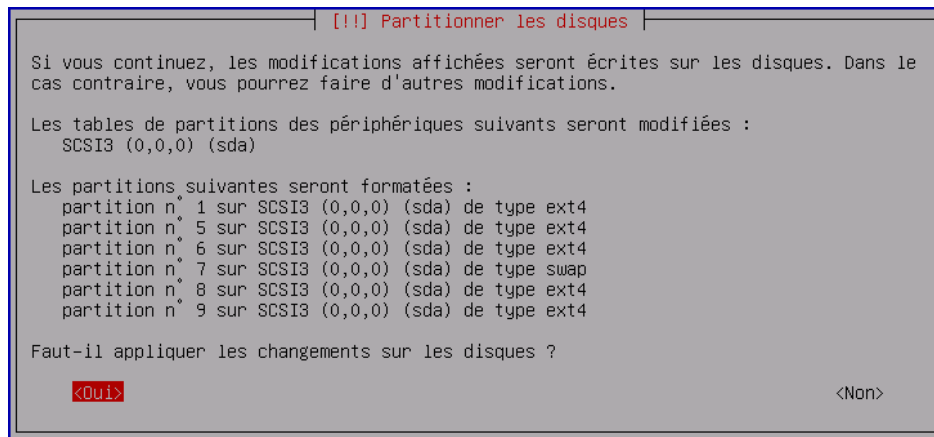 [!!] Partitionner les disques
Si vous continuez, les modifications affichées seront écrites sur les disques. Dans le
cas contraire, vous pourrez faire d'autres modifications.
Les tables de partitions des périphériques suivants seront modifiées :
SCSI3 (0,0,0) (sda)
Les partitions suivantes seront formatées :
partition n° 1 sur SCSI3 (0,0,0) (sda) de type ext4
partition n° 5 sur SCSI3 (0,0,0) (sda) de type ext4
partition n° 6 sur SCSI3 (0,0,0) (sda) de type ext4
partition n° 7 sur SCSI3 (0,0,0) (sda) de type swap
partition n° 8 sur SCSI3 (0,0,0) (sda) de type ext4
partition n° 9 sur SCSI3 (0,0,0) (sda) de type ext4
Faut-il appliquer les changements sur les disques ?
<Oui> <Non>